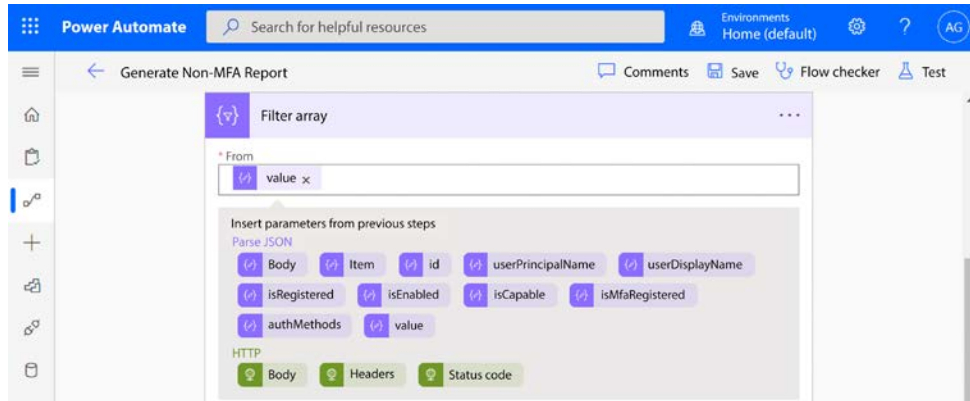 Power Automate Search for helpful resources Environments
Home (default) ? AG
Generate Non-MFA Report Comments Save Flow checker Test
Filter array ...
* From
value ×
Insert parameters from previous steps
Parse JSON
Body Item id userPrincipalName userDisplayName
isRegistered isEnabled isCapable isMfaRegistered
authMethods value
HTTP
Body Headers Status code